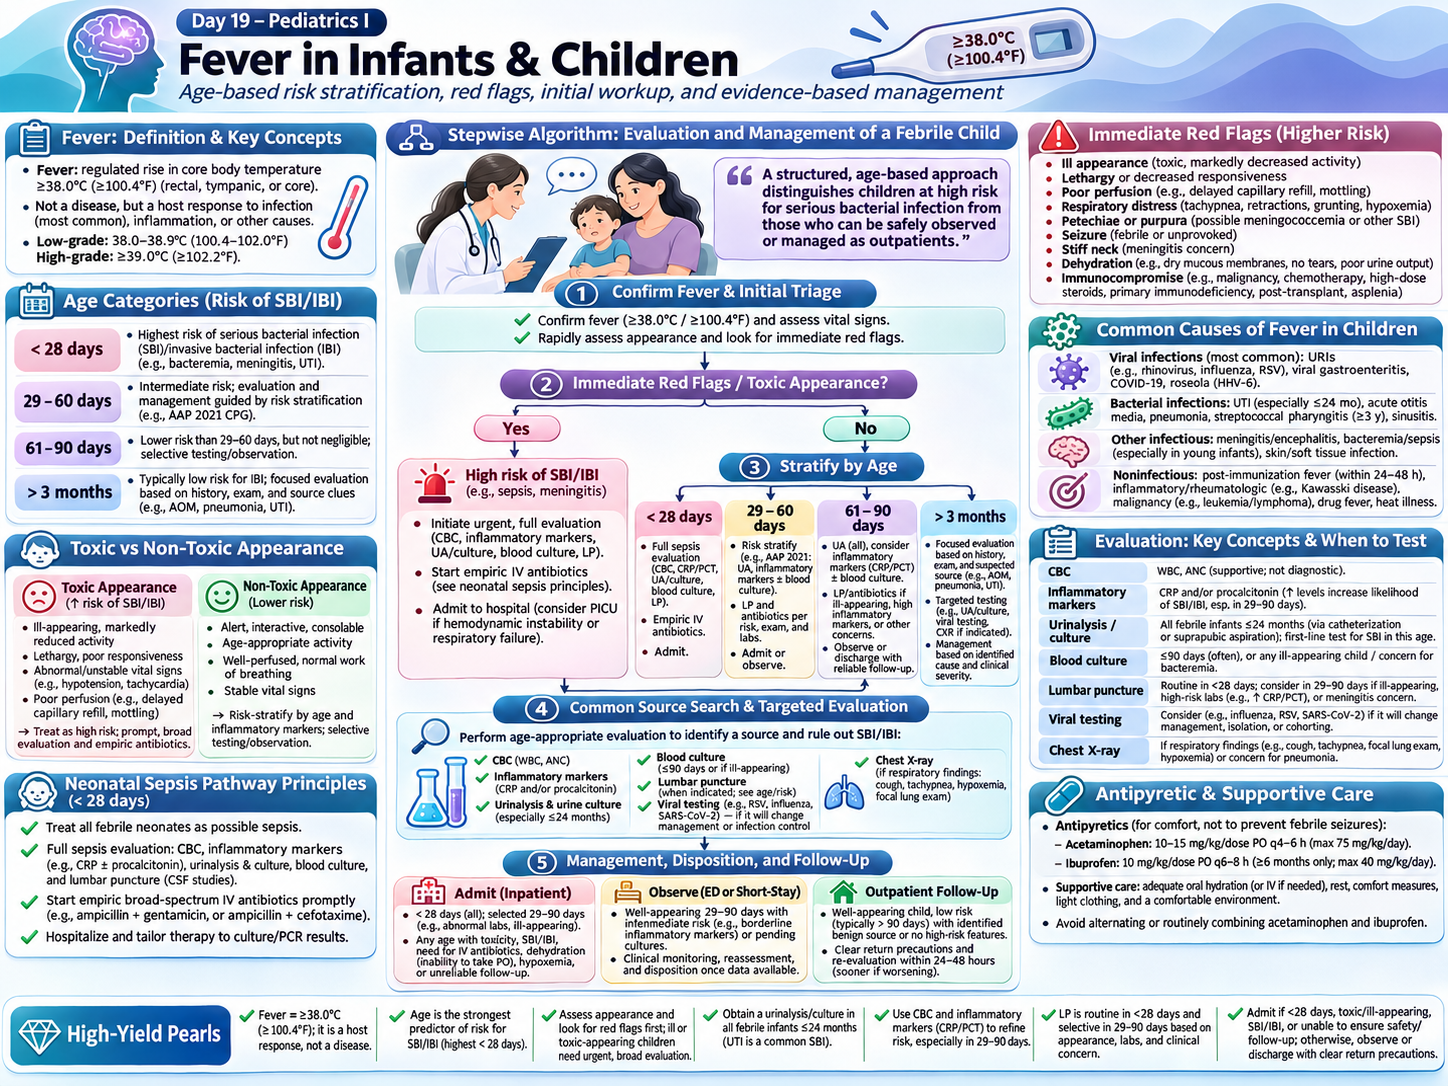 Day 19 – Pediatrics I
Fever in Infants & Children
Age-based risk stratification, red flags, initial workup, and evidence-based management
≥38.0°C
(≥100.4°F)
Fever: Definition & Key Concepts
• Fever: regulated rise in core body temperature
≥38.0°C (≥100.4°F) (rectal, tympanic, or core).
• Not a disease, but a host response to infection
(most common), inflammation, or other causes.
• Low-grade: 38.0–38.9°C (100.4–102.0°F)
High-grade: ≥39.0°C (≥102.2°F).
Age Categories (Risk of SBI/IBI)
< 28 days
• Highest risk of serious bacterial infection
(SBI)/invasive bacterial infection (IBI)
(e.g., bacteremia, meningitis, UTI).
29 – 60 days
• Intermediate risk; evaluation and
management guided by risk stratification
(e.g., AAP 2021 CPG).
61– 90 days
• Lower risk than 29–60 days, but not negligible;
selective testing/observation.
> 3 months
• Typically low risk for IBI; focused evaluation
based on history, exam, and source clues
(e.g., AOM, pneumonia, UTI).
Toxic vs Non-Toxic Appearance
Toxic Appearance
(↑ risk of SBI/IBI)
• Ill-appearing, markedly
reduced activity
• Lethargy, poor responsiveness
• Abnormal/unstable vital signs
(e.g., hypotension, tachycardia)
• Poor perfusion (e.g., delayed
capillary refill, mottling)
→ Treat as high risk; prompt, broad
evaluation and empiric antibiotics.
Non-Toxic Appearance
(Lower risk)
• Alert, interactive, consolable
• Age-appropriate activity
• Well-perfused, normal work
of breathing
• Stable vital signs
→ Risk-stratify by age and
inflammatory markers; selective
testing/observation.
Neonatal Sepsis Pathway Principles
(< 28 days)
✓ Treat all febrile neonates as possible sepsis.
✓ Full sepsis evaluation: CBC, inflammatory markers
(e.g., CRP ± procalcitonin), urinalysis & culture, blood culture,
and lumbar puncture (CSF studies).
✓ Start empiric broad-spectrum IV antibiotics promptly
(e.g., ampicillin + gentamicin, or ampicillin + cefotaxime).
✓ Hospitalize and tailor therapy to culture/PCR results.
Stepwise Algorithm: Evaluation and Management of a Febrile Child
“ A structured, age-based approach
distinguishes children at high risk
for serious bacterial infection from
those who can be safely observed
or managed as outpatients. ”
1 Confirm Fever & Initial Triage
✓ Confirm fever (≥38.0°C / ≥100.4°F) and assess vital signs.
✓ Rapidly assess appearance and look for immediate red flags.
2 Immediate Red Flags / Toxic Appearance?
Yes
No
High risk of SBI/IBI
(e.g., sepsis, meningitis)
• Initiate urgent, full evaluation
(CBC, inflammatory markers,
UA/culture, blood culture, LP).
• Start empiric IV antibiotics
(see neonatal sepsis principles).
• Admit to hospital (consider PICU
if hemodynamic instability or
respiratory failure).
3 Stratify by Age
< 28 days
• Full sepsis
evaluation
(CBC, CRP/PCT,
UA/culture,
blood culture,
LP).
• Empiric IV
antibiotics.
• Admit.
29 – 60
days
• Risk stratify
(e.g., AAP 2021:
UA, inflammatory
markers ± blood
culture).
• LP and
antibiotics per
risk, exam, and
labs.
• Admit or
observe.
61 – 90
days
• UA (all), consider
inflammatory
markers (CRP/PCT)
± blood culture.
• LP/antibiotics if
ill-appearing, high
inflammatory
markers, or other
concerns.
• Observe or
discharge with
reliable follow-up.
> 3 months
• Focused evaluation
based on history,
exam, and suspected
source (e.g., AOM,
pneumonia, UTI).
• Targeted testing
(e.g., UA/culture,
viral testing,
CXR if indicated).
• Management
based on identified
cause and clinical
severity.
4 Common Source Search & Targeted Evaluation
Perform age-appropriate evaluation to identify a source and rule out SBI/IBI:
✓ CBC (WBC, ANC)
✓ Inflammatory markers
(CRP and/or procalcitonin)
✓ Urinalysis & urine culture
(especially ≤24 months)
✓ Blood culture
(≤90 days or if ill-appearing)
✓ Lumbar puncture
(when indicated; see age/risk)
✓ Viral testing (e.g., RSV, influenza,
SARS-CoV-2) — if it will change
management or infection control
✓ Chest X-ray
(if respiratory findings:
cough, tachypnea, hypoxemia,
focal lung exam)
5 Management, Disposition, and Follow-Up
Admit (Inpatient)
• < 28 days (all); selected 29–90 days
(e.g., abnormal labs, ill-appearing).
• Any age with toxicity, SBI/IBI,
need for IV antibiotics, dehydration
(inability to take PO), hypoxemia,
or unreliable follow-up.
Observe (ED or Short-Stay)
• Well-appearing 29–90 days with
intenmediate risk (e.g., borderline
inflammatory markers) or pending
cultures.
• Clinical monitoring, reassessment,
and disposition once data available.
Outpatient Follow-Up
• Well-appearing child, low risk
(typically > 90 days) with identified
benign source or no high-risk features.
• Clear return precautions and
re-evaluation within 24–48 hours
(sooner if worsening).
Immediate Red Flags (Higher Risk)
• Ill appearance (toxic, markedly decreased activity)
• Lethargy or decreased responsiveness
• Poor perfusion (e.g., delayed capillary refill, mottling)
• Respiratory distress (tachypnea, retractions, grunting, hypoxemia)
• Petechiae or purpura (possible meningococcemia or other SBI)
• Seizure (febrile or unprovoked)
• Stiff neck (meningitis concern)
• Dehydration (e.g., dry mucous membranes, no tears, poor urine output)
• Immunocompromise (e.g., malignancy, chemotherapy, high-dose
steroids, primary immunodeficiency, post-transplant, asplenia)
Common Causes of Fever in Children
Viral infections (most common): URIs
(e.g., rhinovirus, influenza, RSV), viral gastroenteritis,
COVID-19, roseola (HHV-6).
Bacterial infections: UTI (especially ≤24 mo), acute otitis
media, pneumonia, streptococcal pharyngitis (≥3 y), sinusitis.
Other infectious: meningitis/encephalitis, bacteremia/sepsis
(especially in young infants), skin/soft tissue infection.
Noninfectious: post-immunization fever (within 24–48 h),
inflammatory/rheumatologic (e.g., Kawasski disease).
malignancy (e.g., leukemia/lymphoma), drug fever, heat illness.
Evaluation: Key Concepts & When to Test
CBC
WBC, ANC (supportive; not diagnostic).
Inflammatory
markers
CRP and/or procalcitonin (↑ levels increase likelihood
of SBI/IBI, esp. in 29–90 days).
Urinalysis /
culture
All febrile infants ≤24 months (via catheterization
or suprapubic aspiration); first-line test for SBI in this age.
Blood culture
≤90 days (often), or any ill-appearing child / concern for
bacteremia.
Lumbar puncture
Routine in <28 days; consider in 29–90 days if ill-appearing,
high-risk labs (e.g., ↑ CRP/PCT), or meningitis concern.
Viral testing
Consider (e.g., influenza, RSV, SARS-CoV-2) if it will change
management, isolation, or cohorting.
Chest X-ray
If respiratory findings (e.g., cough, tachypnea, focal lung exam,
hypoxemia) or concern for pneumonia.
Antipyretic & Supportive Care
• Antipyretics (for comfort, not to prevent febrile seizures):
– Acetaminophen: 10–15 mg/kg/dose PO q4–6 h (max 75 mg/kg/day).
– Ibuprofen: 10 mg/kg/dose PO q6–8 h (≥6 months only; max 40 mg/kg/day).
• Supportive care: adequate oral hydration (or IV if needed), rest, comfort measures,
light clothing, and a comfortable environment.
• Avoid alternating or routinely combining acetaminophen and ibuprofen.
High-Yield Pearls
✓ Fever = ≥38.0°C
(≥100.4°F); it is a host
response, not a disease.
✓ Age is the strongest
predictor of risk for
SBI/IBI (highest < 28 days).
✓ Assess appearance and
look for red flags first; ill or
toxic-appearing children
need urgent, broad evaluation.
✓ Obtain a urinalysis/culture in
all febrile infants ≤24 months
(UTI is a common SBI).
✓ Use CBC and inflammatory
markers (CRP/PCT) to refine
risk, especially in 29–90 days.
✓ LP is routine in <28 days and
selective in 29–90 days based on
appearance, labs, and clinical
concern.
✓ Admit if <28 days, toxic/ill-appearing,
SBI/IBI, or unable to ensure safety/
follow-up; otherwise, observe or
discharge with clear return precautions.